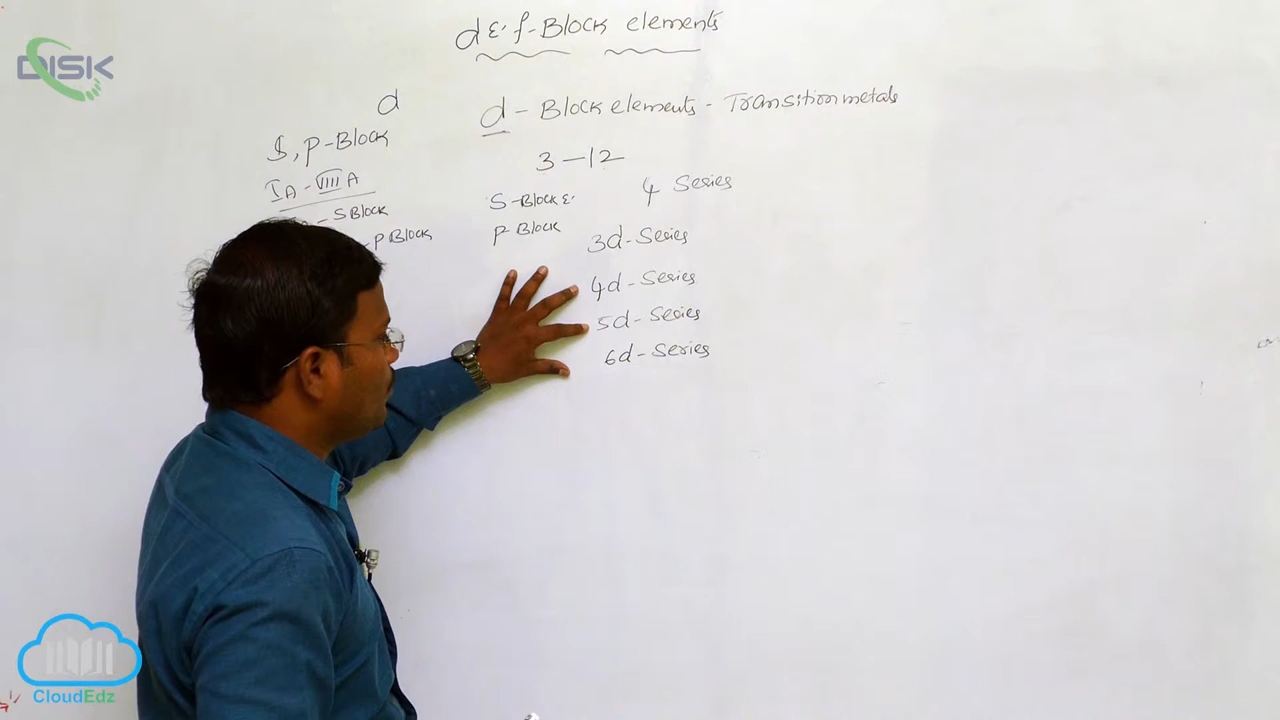 d & f-Block elements
d
d - Block elements - Transition metals
S, P-Block
3-12
IA - VIII A
4 Series
- S Block
S-Block &
- P Block
P-Block
3d-Series
4d-Series
5d-Series
6d-Series
DISK
CloudEdz